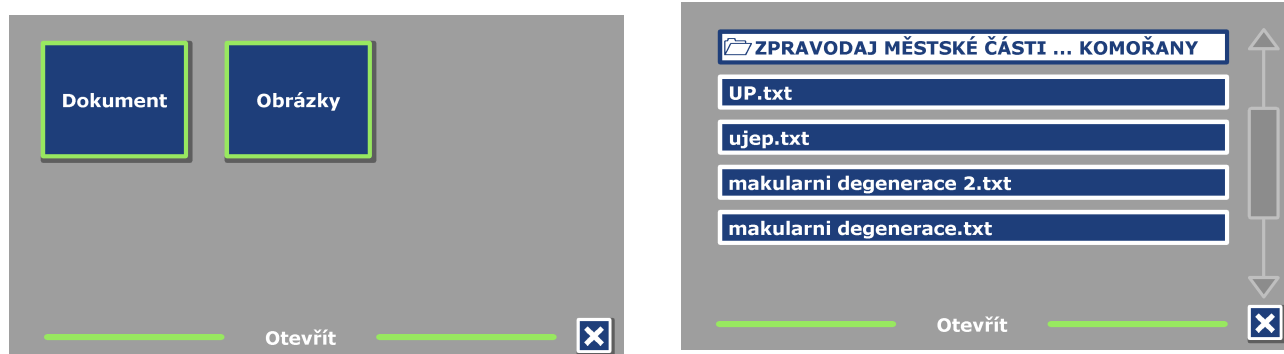 Dokument
Obrázky
Otevřít
ZPRAVODAJ MĚSTSKÉ ČÁSTI ... KOMOŘANY
UP.txt
ujep.txt
makularni degenerace 2.txt
makularni degenerace.txt
Otevřít